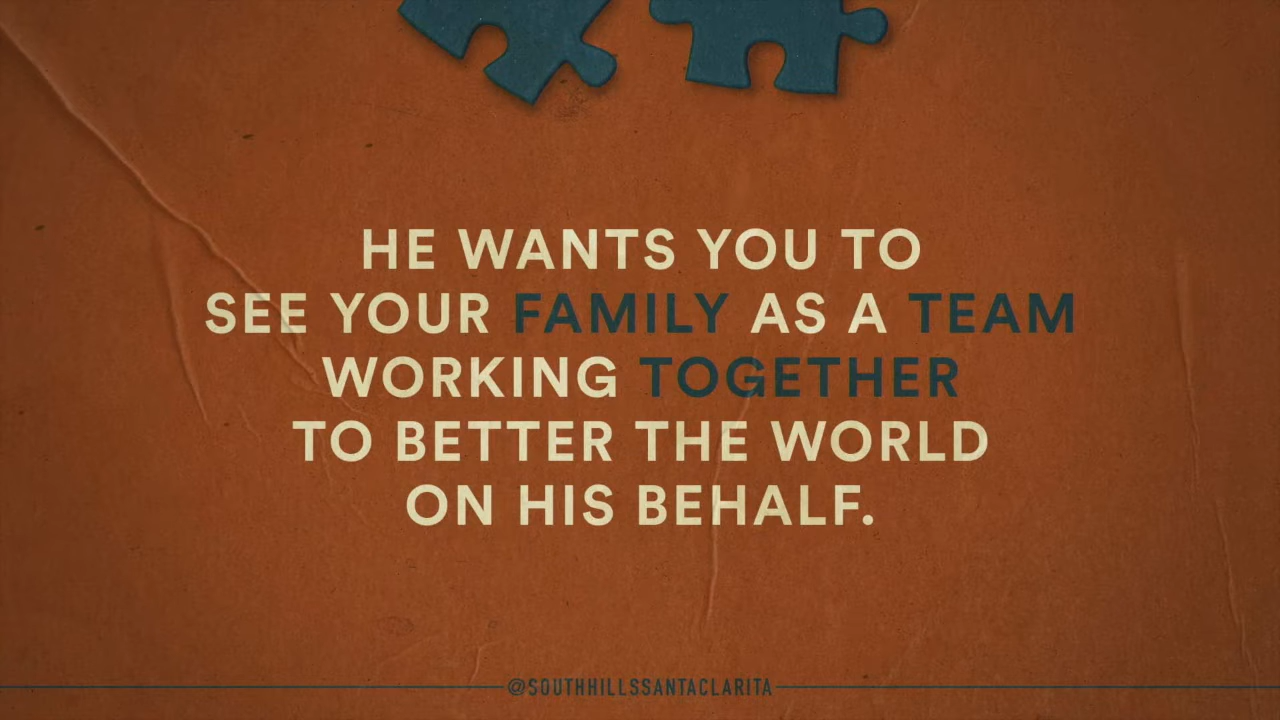 HE WANTS YOU TO
SEE YOUR FAMILY AS A TEAM
WORKING TOGETHER
TO BETTER THE WORLD
ON HIS BEHALF.
@SOUTHHILLSSANTACLARITA